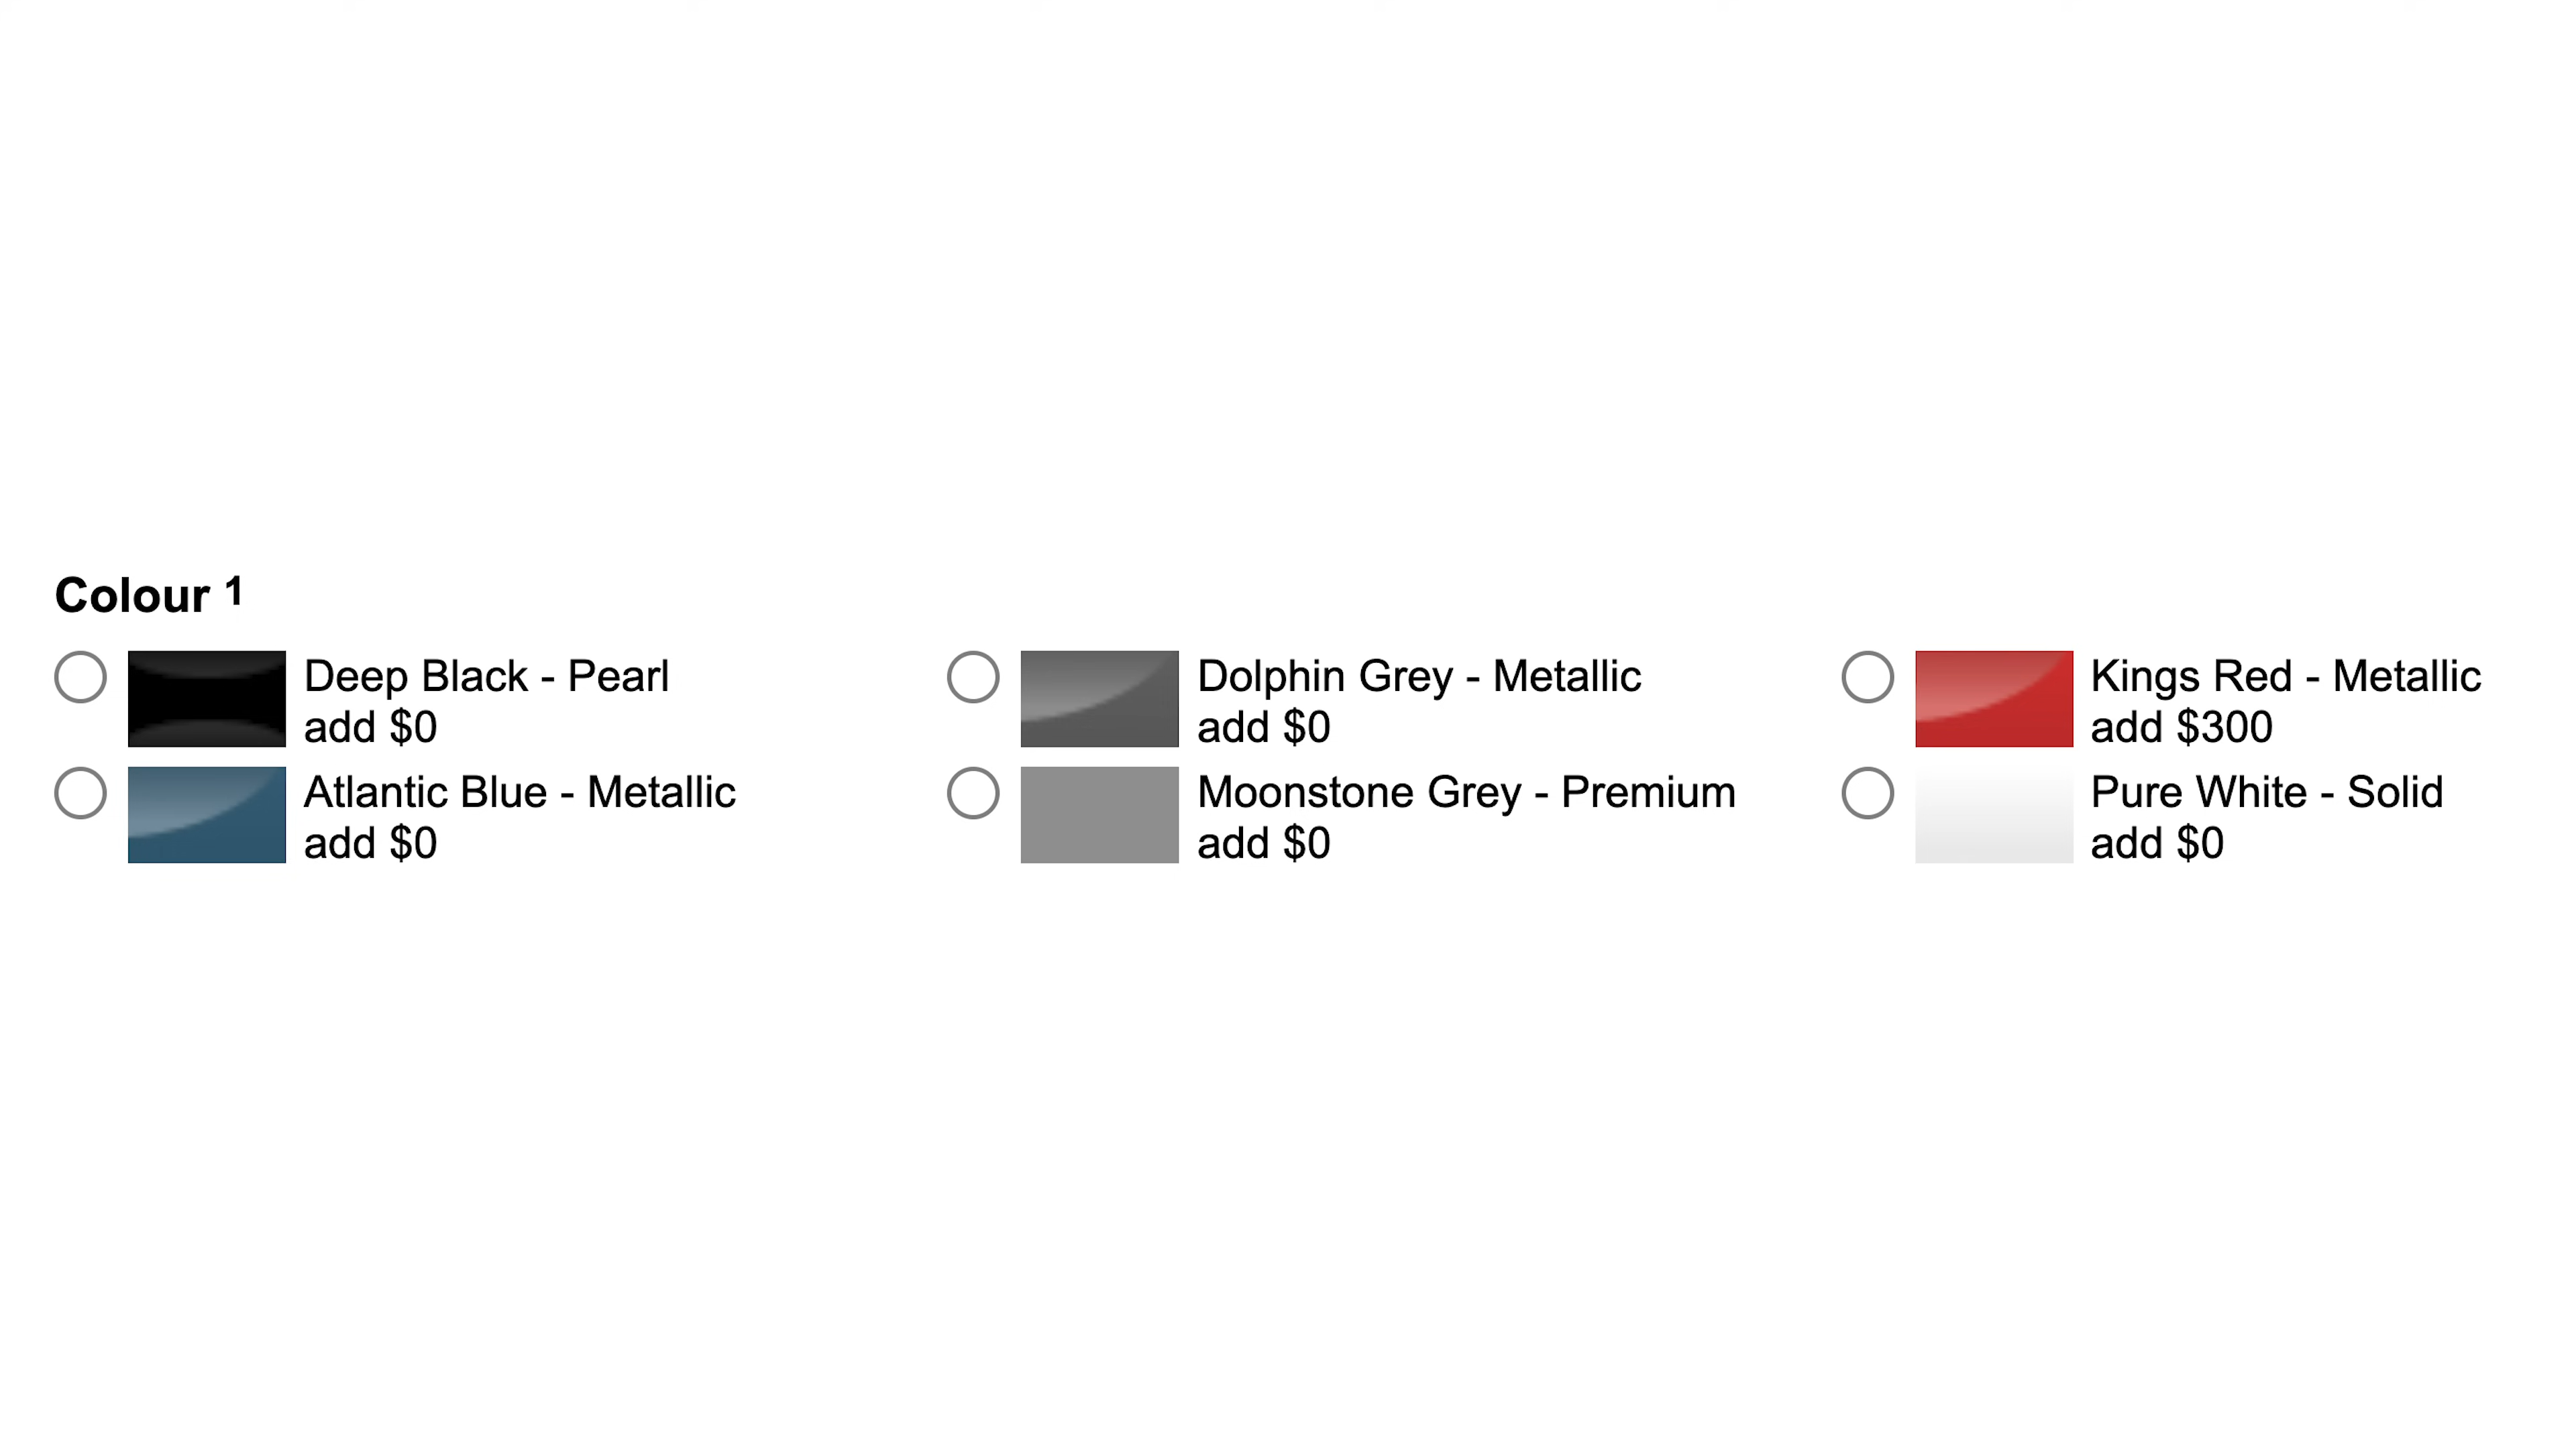 Colour 1
Deep Black - Pearl
add $0
Dolphin Grey - Metallic
add $0
Kings Red - Metallic
add $300
Atlantic Blue - Metallic
add $0
Moonstone Grey - Premium
add $0
Pure White - Solid
add $0